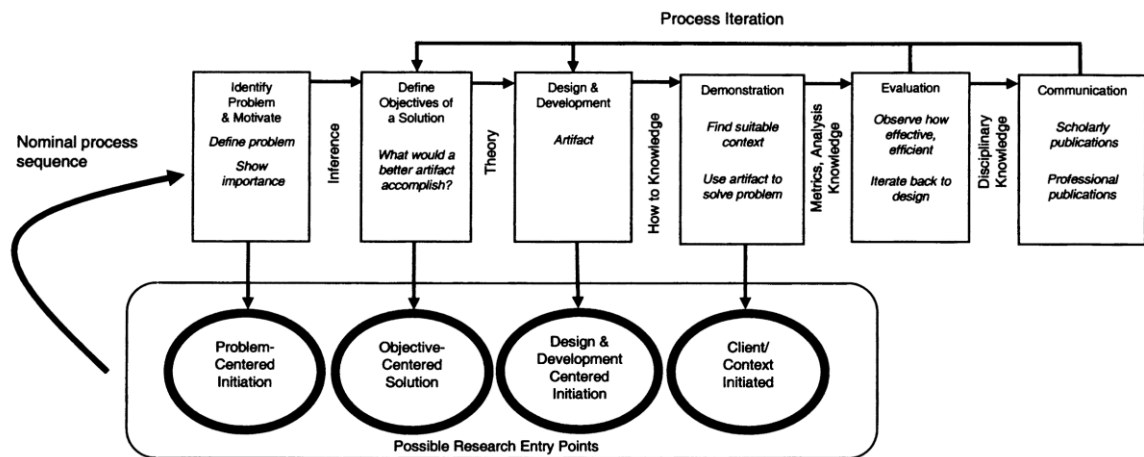 Process Iteration
Nominal process
sequence
Identify
Problem
& Motivate
Define problem
Show
importance
Inference
Define
Objectives of
a Solution
What would a
better artifact
accomplish?
Theory
Design &
Development
Artifact
How to Knowledge
Demonstration
Find suitable
context
Use artifact to
solve problem
Metrics, Analysis
Knowledge
Evaluation
Observe how
effective,
efficient
Iterate back to
design
Disciplinary
Knowledge
Communication
Scholarly
publications
Professional
publications
Problem-
Centered
Initiation
Objective-
Centered
Solution
Design &
Development
Centered
Initiation
Client/
Context
Initiated
Possible Research Entry Points